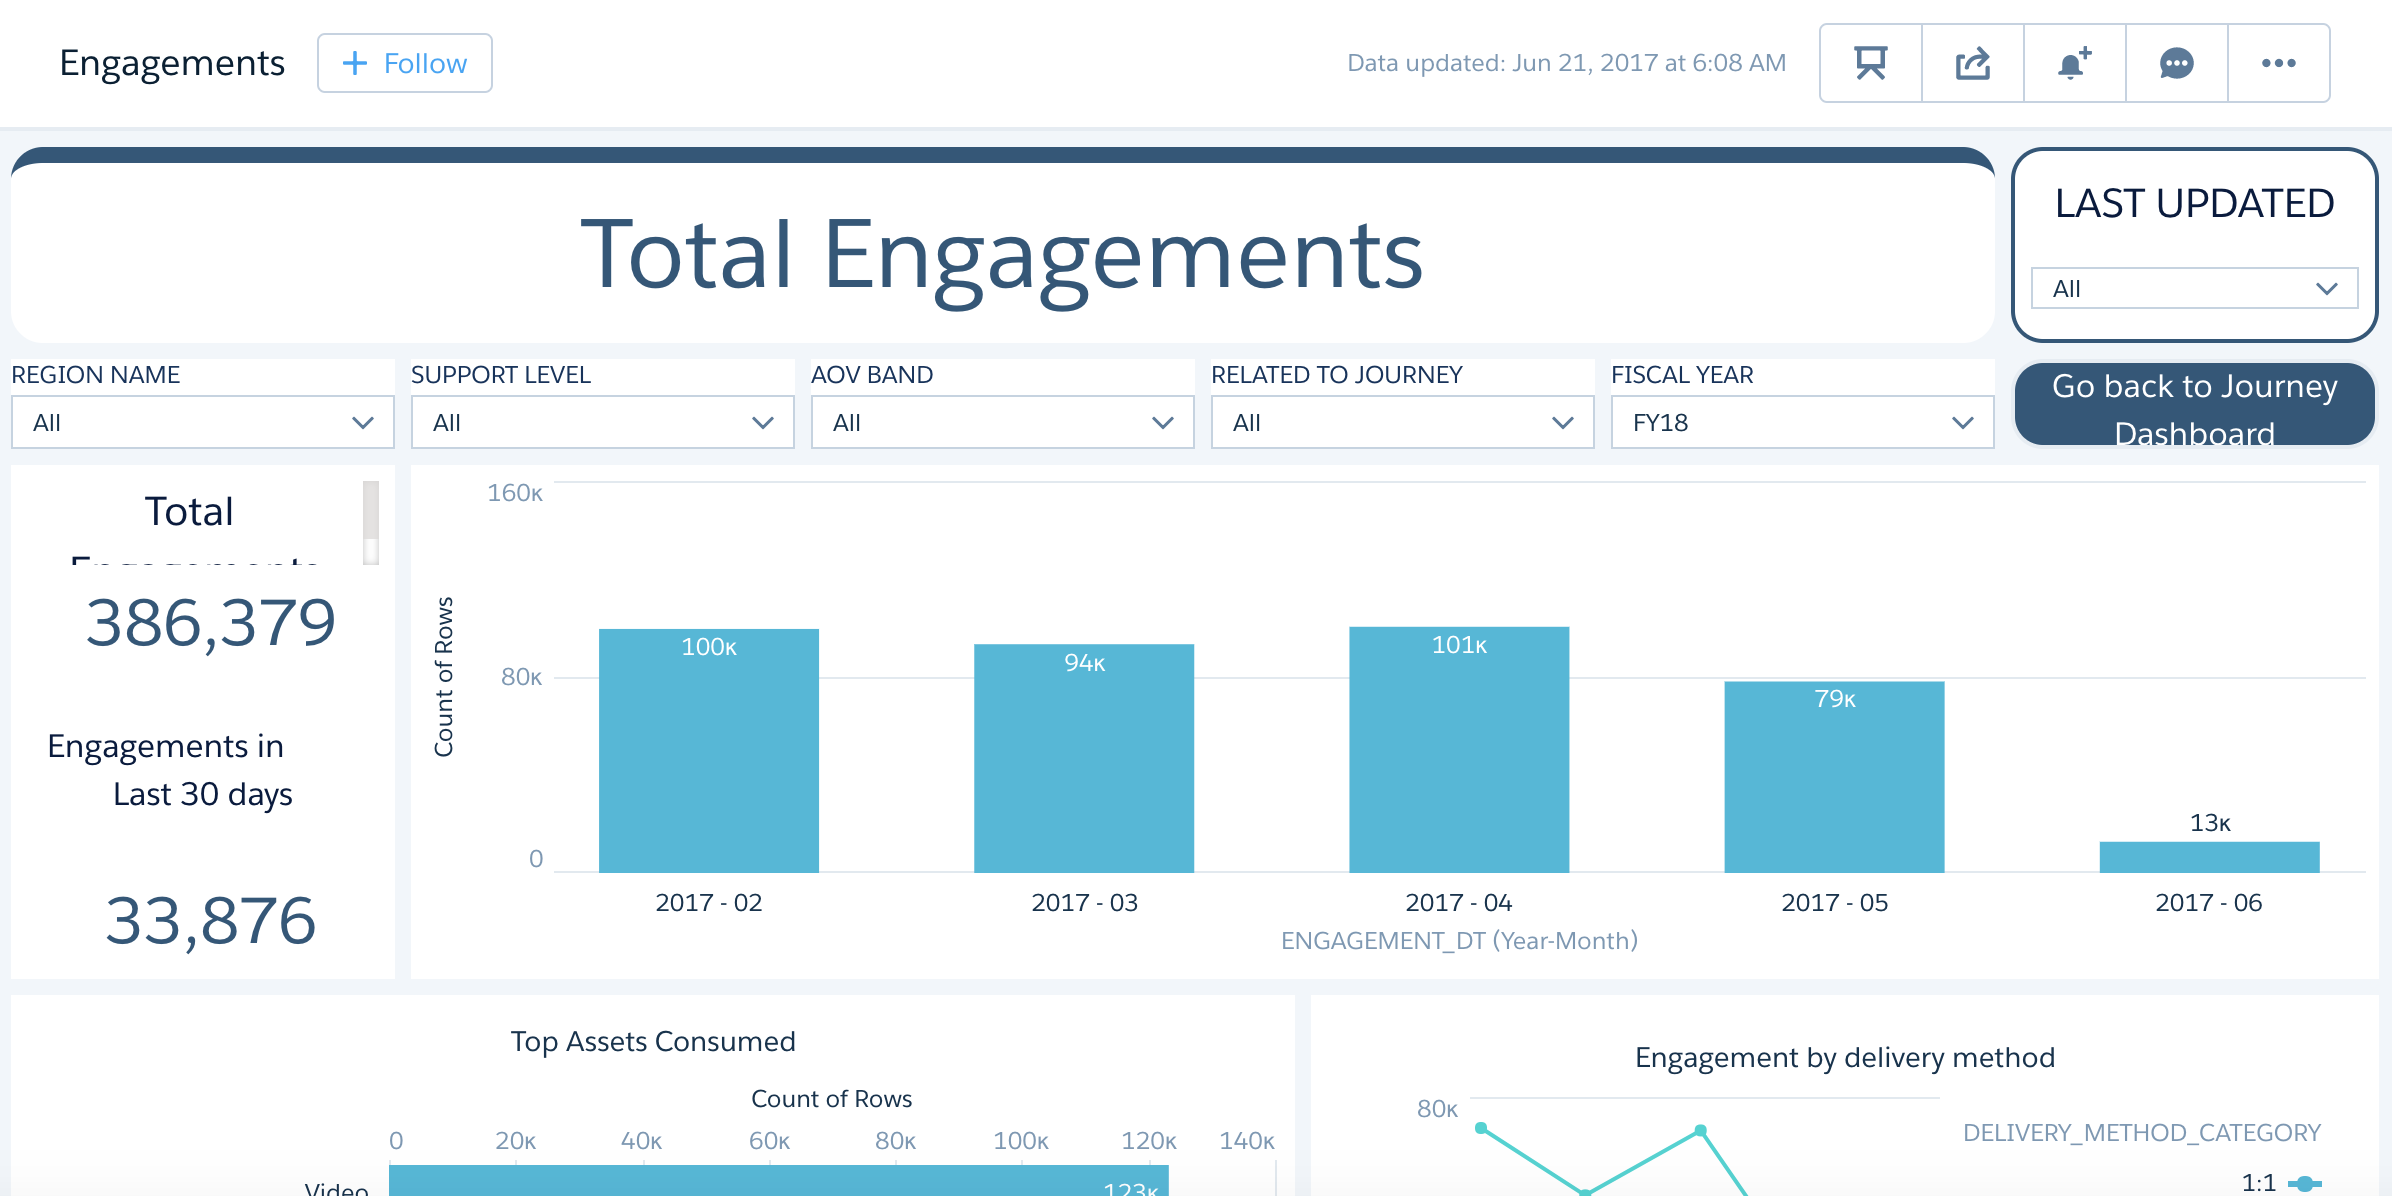 Engagements
+ Follow
Data updated: Jun 21, 2017 at 6:08 AM
Total Engagements
LAST UPDATED
All
REGION NAME
All
SUPPORT LEVEL
All
AOV BAND
All
RELATED TO JOURNEY
All
FISCAL YEAR
FY18
Go back to Journey
Dashboard
Total
Engagements
386,379
Engagements in
Last 30 days
33,876
Count of Rows
160K
80K
0
100K
94K
101K
79K
13K
2017 - 02
2017 - 03
2017 - 04
2017 - 05
2017 - 06
ENGAGEMENT_DT (Year-Month)
Top Assets Consumed
Count of Rows
0
20K
40K
60K
80K
100K
120K
140K
Video
123K
Engagement by delivery method
80K
DELIVERY_METHOD_CATEGORY
1:1